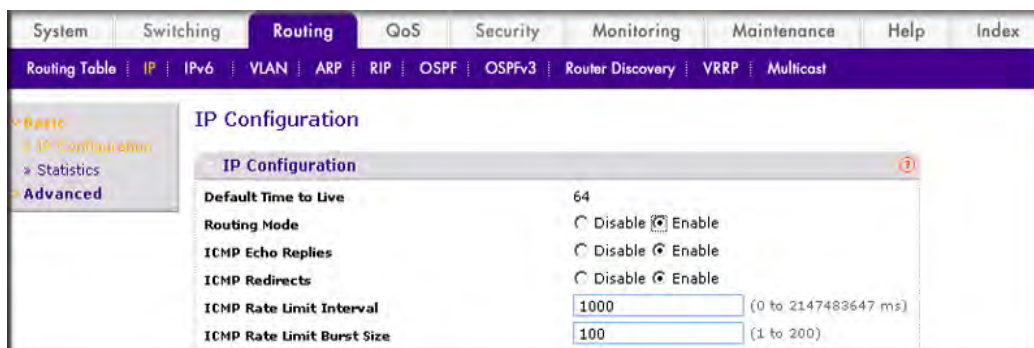 System Switching Routing QoS Security Monitoring Maintenance Help Index
Routing Table IP IPv6 VLAN ARP RIP OSPF OSPFv3 Router Discovery VRRP Multicast
Basic
» IP Configuration
» Statistics
Advanced
IP Configuration
IP Configuration ?
Default Time to Live 64
Routing Mode Disable Enable
ICMP Echo Replies Disable Enable
ICMP Redirects Disable Enable
ICMP Rate Limit Interval 1000 (0 to 2147483647 ms)
ICMP Rate Limit Burst Size 100 (1 to 200)